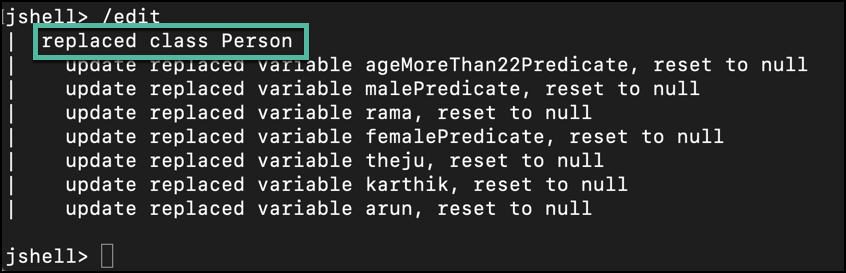 jshell> /edit
|  replaced class Person
|    update replaced variable ageMoreThan22Predicate, reset to null
|    update replaced variable malePredicate, reset to null
|    update replaced variable rama, reset to null
|    update replaced variable femalePredicate, reset to null
|    update replaced variable theju, reset to null
|    update replaced variable karthik, reset to null
|    update replaced variable arun, reset to null
jshell>